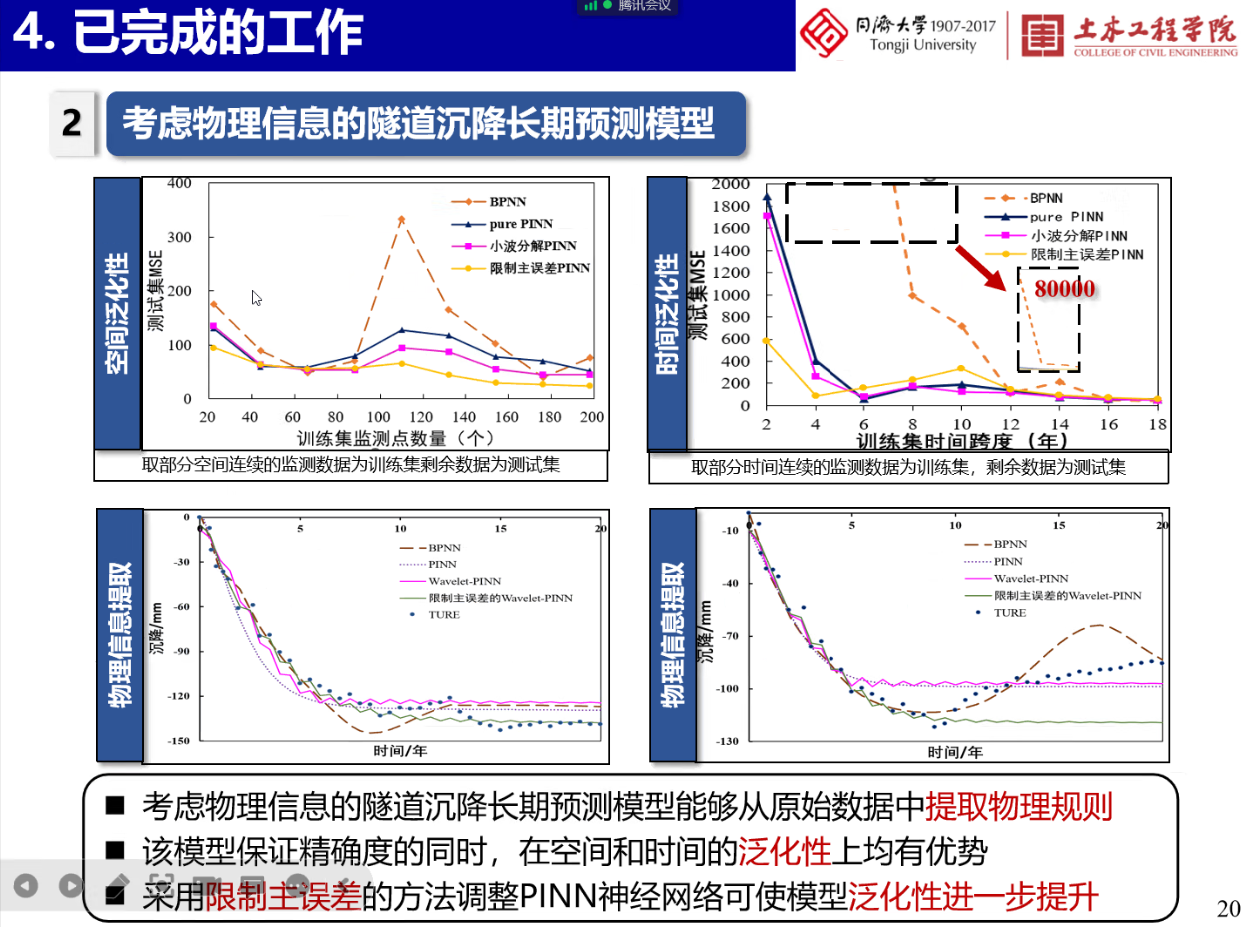 4. 已完成的工作
腾讯会议
同济大学 1907-2017
Tongji University
土木工程学院
COLLEGE OF CIVIL ENGINEERING
2
考虑物理信息的隧道沉降长期预测模型
空间泛化性
测试集MSE
400
300
200
100
0
20 40 60 80 100 120 140 160 180 200
训练集监测点数量（个）
BPNN
pure PINN
小波分解PINN
限制主误差PINN
取部分空间连续的监测数据为训练集剩余数据为测试集
时间泛化性
测试集MSE
2000
1800
1600
1400
1200
1000
800
600
400
200
0
2 4 6 8 10 12 14 16 18
训练集时间跨度（年）
BPNN
pure PINN
小波分解PINN
限制主误差PINN
80000
取部分时间连续的监测数据为训练集，剩余数据为测试集
物理信息提取
沉降/mm
0
-30
-60
-90
-120
-150
0 5 10 15 20
时间/年
BPNN
PINN
Wavelet-PINN
限制主误差的Wavelet-PINN
TURE
物理信息提取
沉降/mm
-10
-40
-70
-100
-130
0 5 10 15 20
时间/年
BPNN
PINN
Wavelet-PINN
限制主误差的Wavelet-PINN
TURE
考虑物理信息的隧道沉降长期预测模型能够从原始数据中提取物理规则
该模型保证精确度的同时，在空间和时间的泛化性上均有优势
采用限制主误差的方法调整PINN神经网络可使模型泛化性进一步提升
20